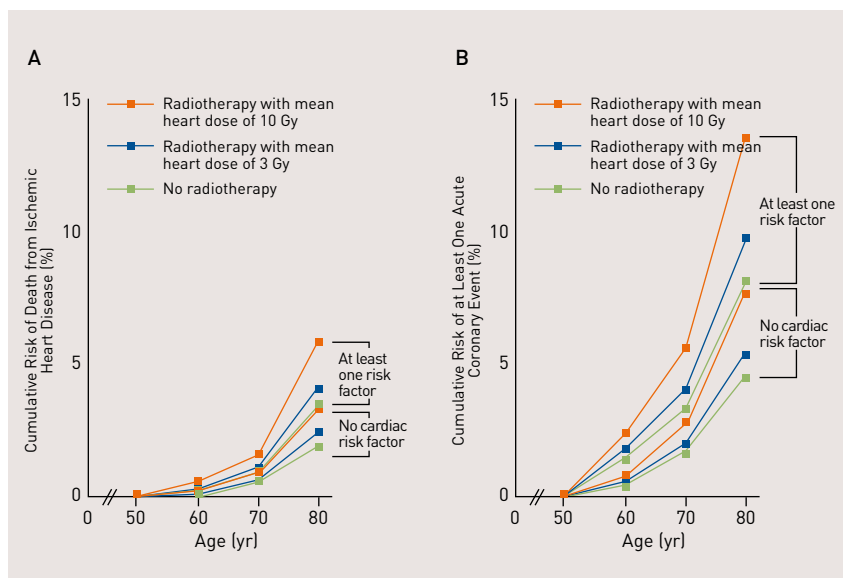 A
15
Radiotherapy with mean
heart dose of 10 Gy
Radiotherapy with mean
heart dose of 3 Gy
No radiotherapy
10
5
0
Cumulative Risk of Death from Ischemic
Heart Disease (%)
At least
one risk
factor
No cardiac
risk factor
0
50
60
70
80
Age (yr)
B
15
Radiotherapy with mean
heart dose of 10 Gy
Radiotherapy with mean
heart dose of 3 Gy
No radiotherapy
10
5
0
Cumulative Risk of at Least One Acute
Coronary Event (%)
At least one
risk factor
No cardiac
risk factor
0
50
60
70
80
Age (yr)